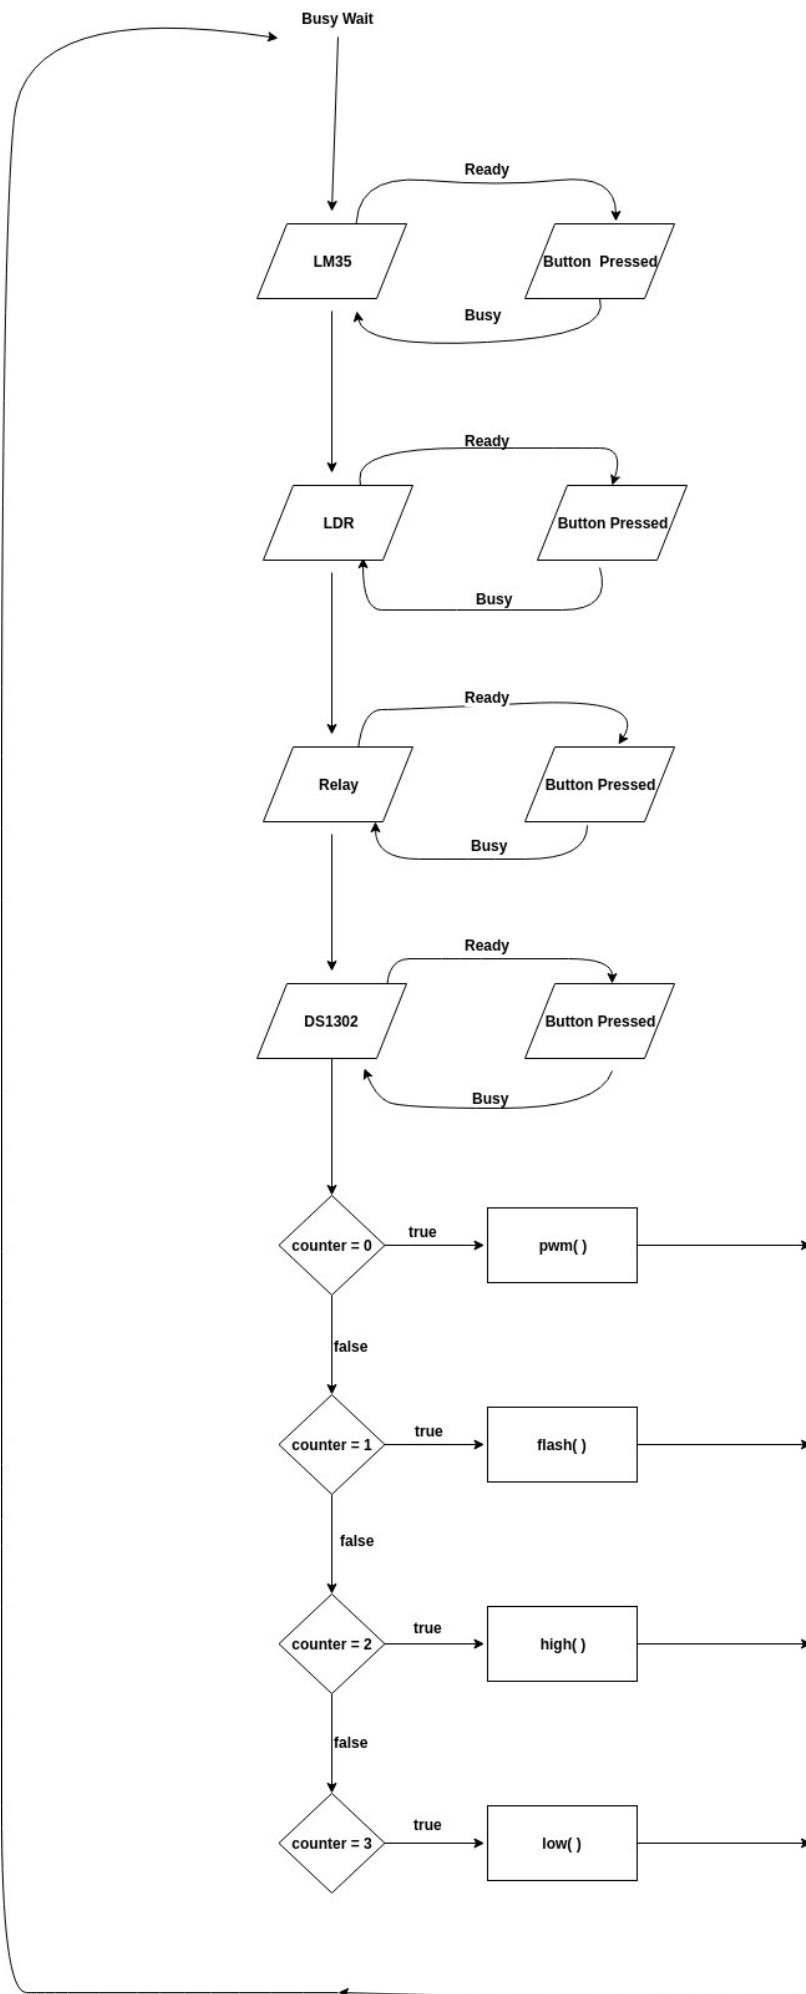 Busy Wait
Ready
LM35
Button  Pressed
Busy
Ready
LDR
Button Pressed
Busy
Ready
Relay
Button Pressed
Busy
Ready
DS1302
Button Pressed
Busy
counter = 0
true
pwm( )
false
counter = 1
true
flash( )
false
counter = 2
true
high( )
false
counter = 3
true
low( )